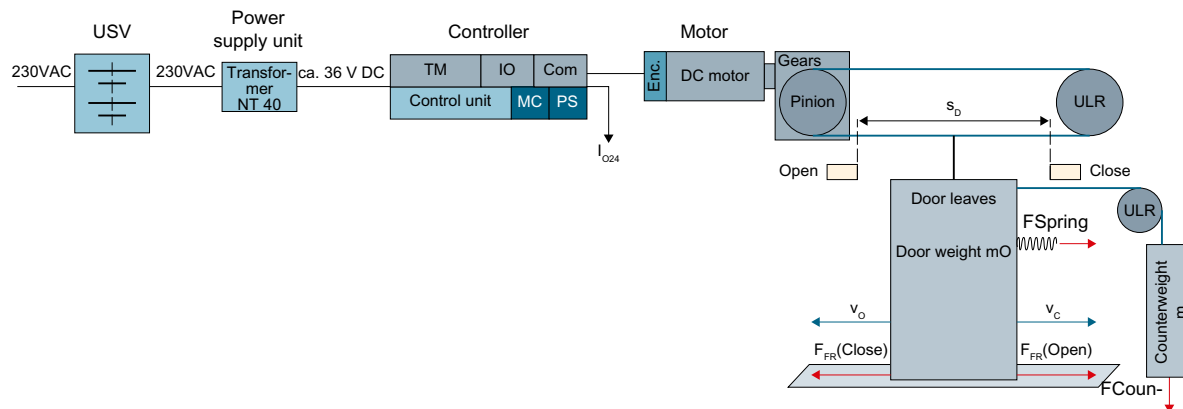 USV
Power
supply unit
Controller
Motor
230VAC
230VAC
Transfor-
mer
NT 40
ca. 36 V DC
TM
IO
Com
Control unit
MC
PS
I_O24
Enc.
DC motor
Gears
Pinion
ULR
s_D
Open
Close
Door leaves
ULR
FSpring
Door weight mO
v_O
v_C
Counterweight
m
F_FR(Close)
F_FR(Open)
FCoun-